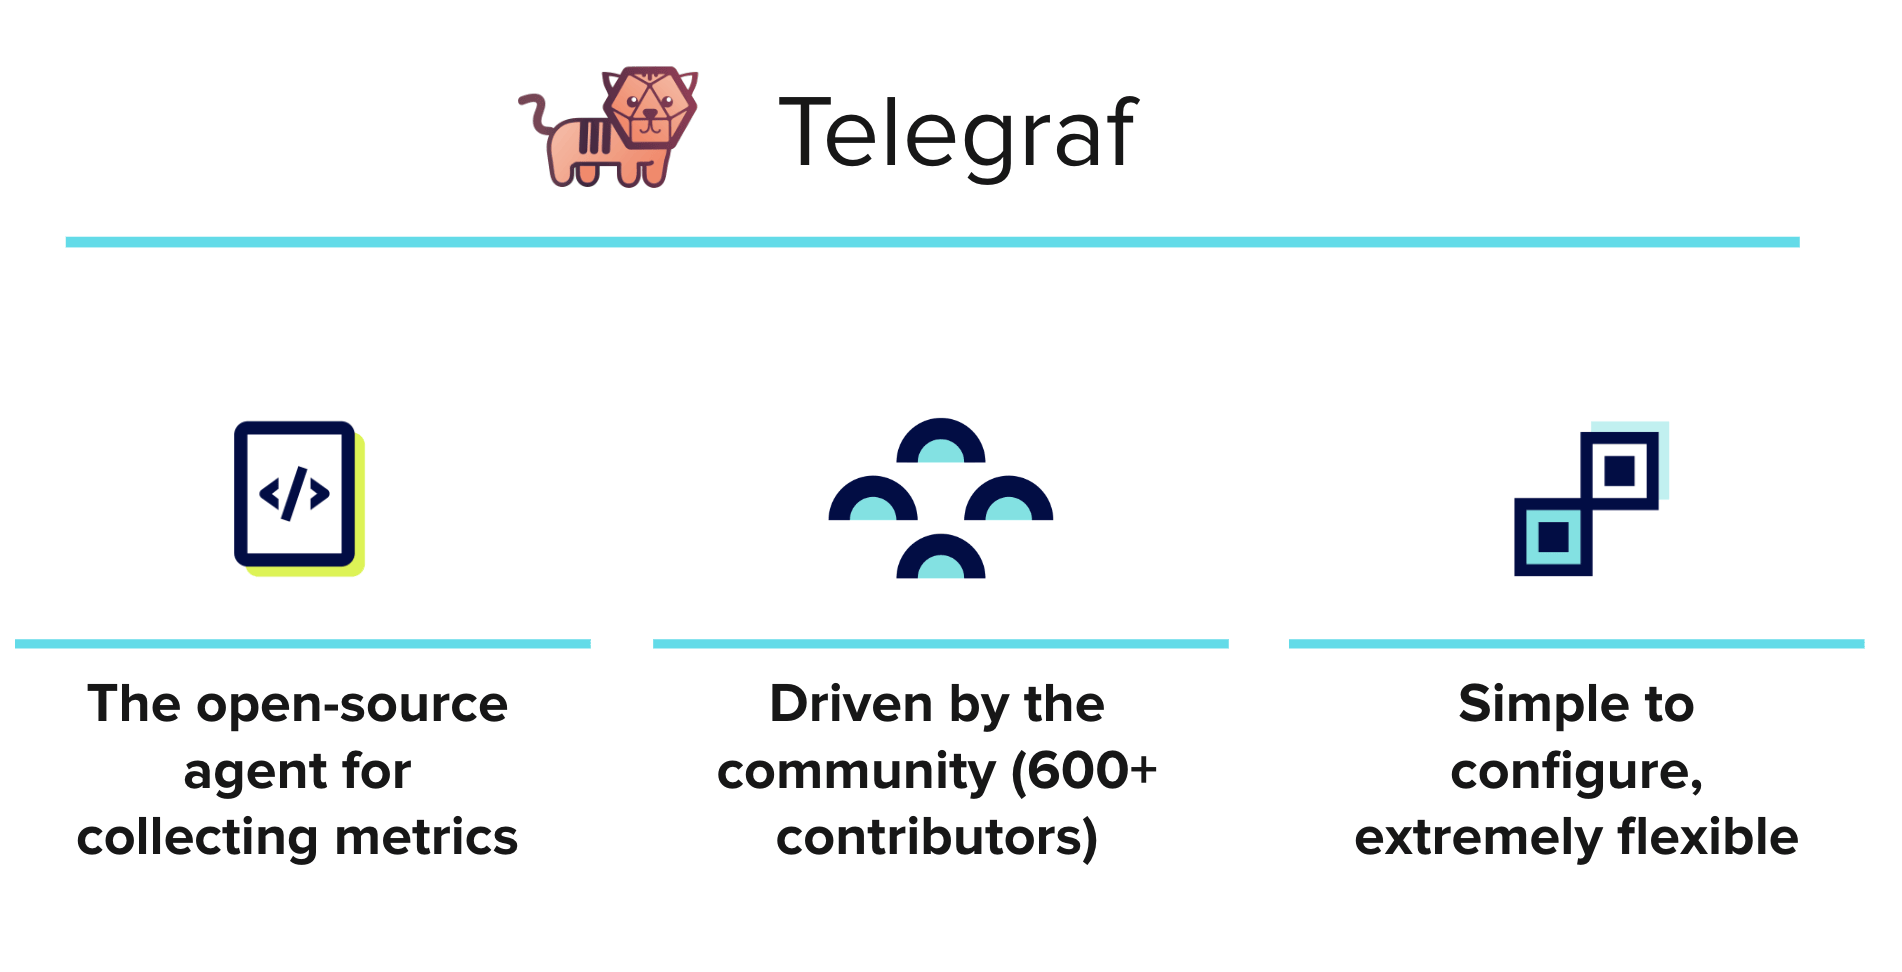 Telegraf
</>
The open-source
agent for
collecting metrics
Driven by the
community (600+
contributors)
Simple to
configure,
extremely flexible